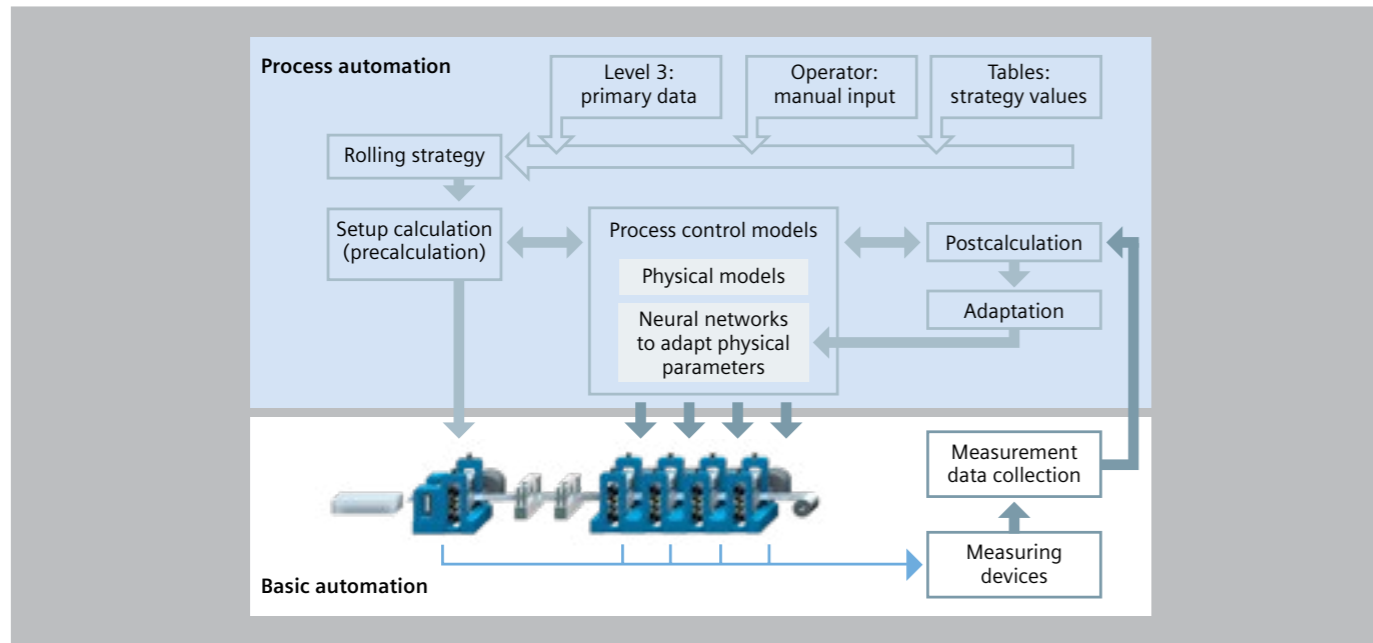 Process automation
Level 3:
primary data
Operator:
manual input
Tables:
strategy values
Rolling strategy
Setup calculation
(precalculation)
Process control models
Physical models
Neural networks
to adapt physical
parameters
Postcalculation
Adaptation
Measurement
data collection
Measuring
devices
Basic automation